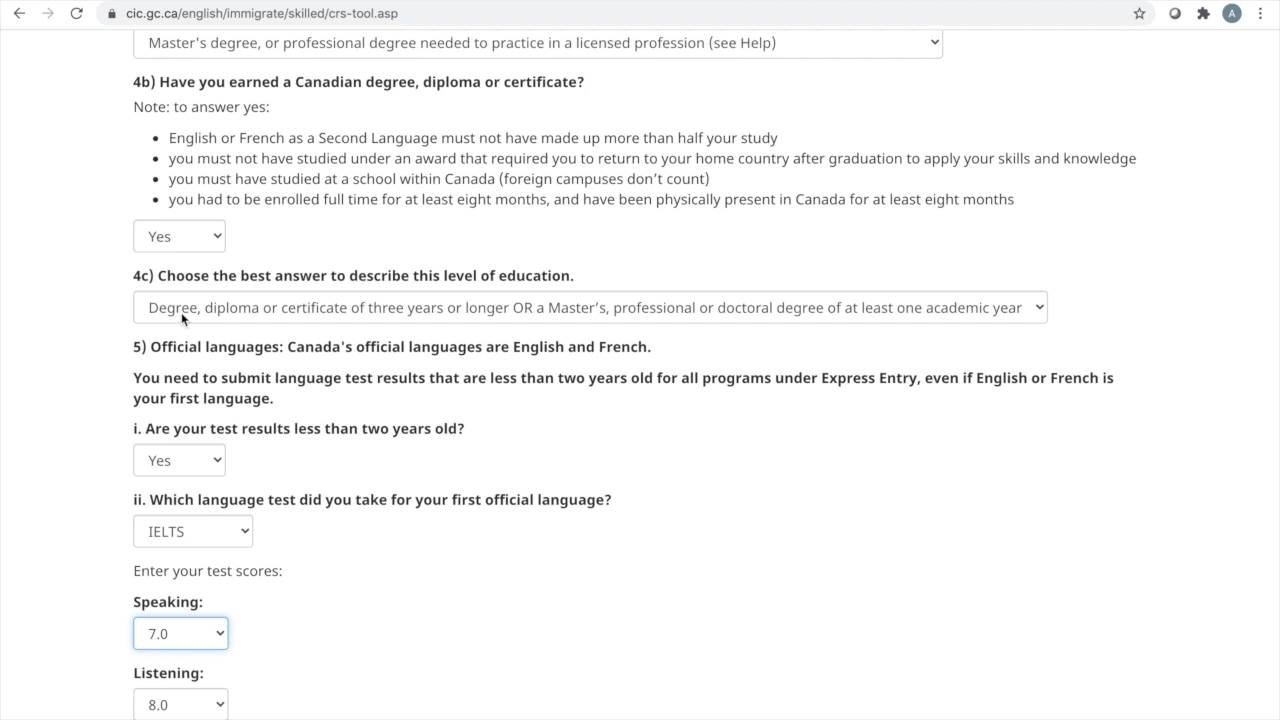 cic.gc.ca/english/immigrate/skilled/crs-tool.asp
A
Master's degree, or professional degree needed to practice in a licensed profession (see Help)
4b) Have you earned a Canadian degree, diploma or certificate?
Note: to answer yes:
• English or French as a Second Language must not have made up more than half your study
• you must not have studied under an award that required you to return to your home country after graduation to apply your skills and knowledge
• you must have studied at a school within Canada (foreign campuses don’t count)
• you had to be enrolled full time for at least eight months, and have been physically present in Canada for at least eight months
Yes
4c) Choose the best answer to describe this level of education.
Degree, diploma or certificate of three years or longer OR a Master’s, professional or doctoral degree of at least one academic year
5) Official languages: Canada's official languages are English and French.
You need to submit language test results that are less than two years old for all programs under Express Entry, even if English or French is
your first language.
i. Are your test results less than two years old?
Yes
ii. Which language test did you take for your first official language?
IELTS
Enter your test scores:
Speaking:
7.0
Listening:
8.0